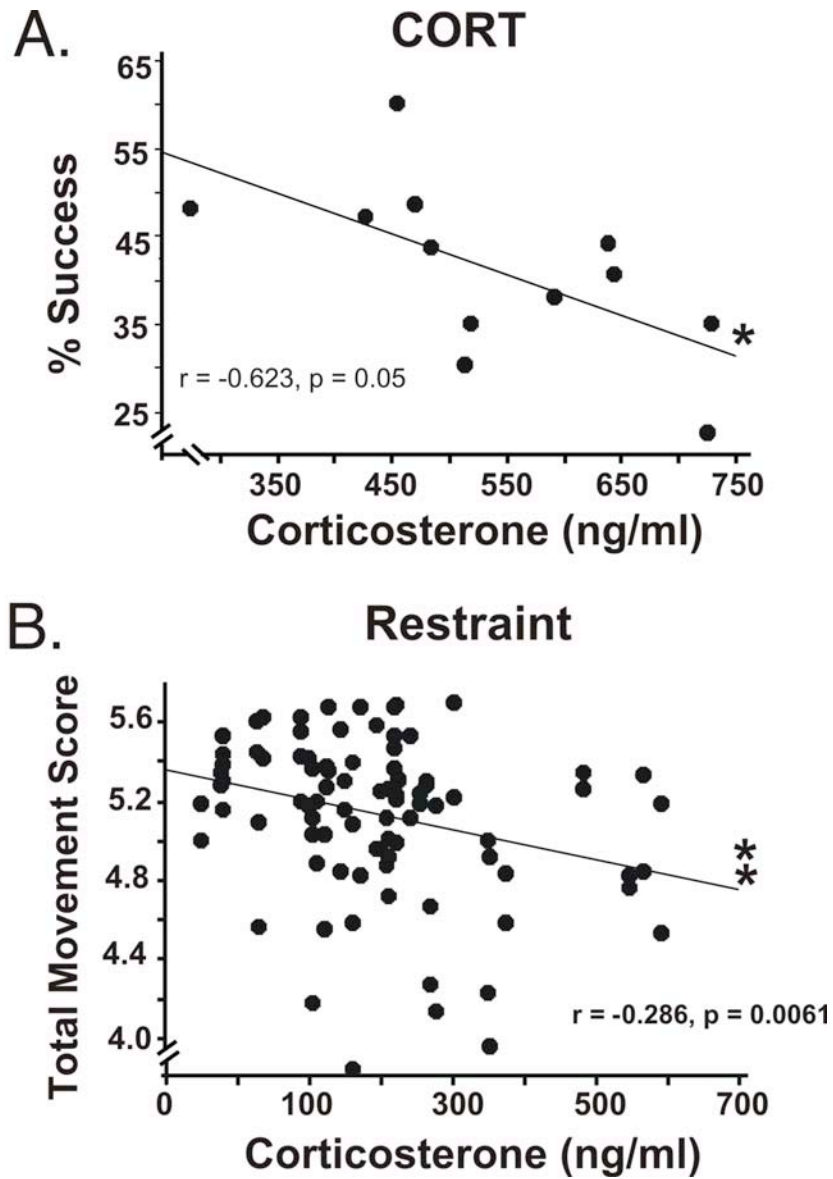 A.
CORT
65
55
45
35
25
% Success
r = -0.623, p = 0.05
*
350 450 550 650 750
Corticosterone (ng/ml)
B.
Restraint
5.6
5.2
4.8
4.4
4.0
Total Movement Score
*
*
r = -0.286, p = 0.0061
0 100 300 500 700
Corticosterone (ng/ml)